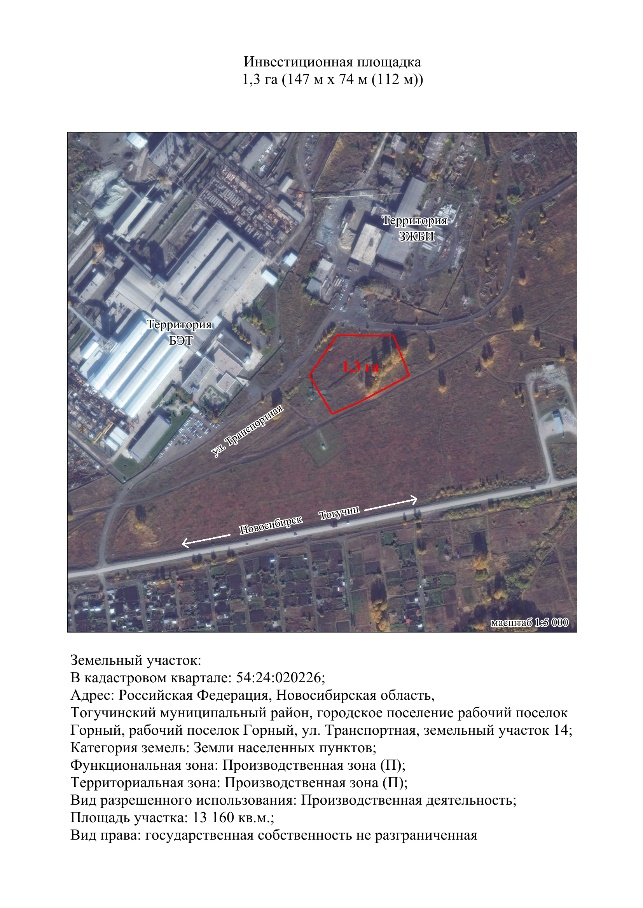 Инвестиционная площадка
1,3 га (147 м х 74 м (112 м))
Территория
ЗЖБИ
Территория
БЭТ
1,3 га
ул. Транспортная
Новосибирск Тогучин
масштаб 1:5 000
Земельный участок:
В кадастровом квартале: 54:24:020226;
Адрес: Российская Федерация, Новосибирская область,
Тогучинский муниципальный район, городское поселение рабочий поселок
Горный, рабочий поселок Горный, ул. Транспортная, земельный участок 14;
Категория земель: Земли населенных пунктов;
Функциональная зона: Производственная зона (П);
Территориальная зона: Производственная зона (П);
Вид разрешенного использования: Производственная деятельность;
Площадь участка: 13 160 кв.м.;
Вид права: государственная собственность не разграниченная